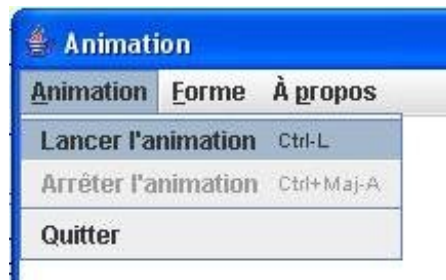 Animation
Animation Forme À propos
Lancer l'animation Ctrl-L
Arrêter l'animation Ctrl+Maj-A
Quitter